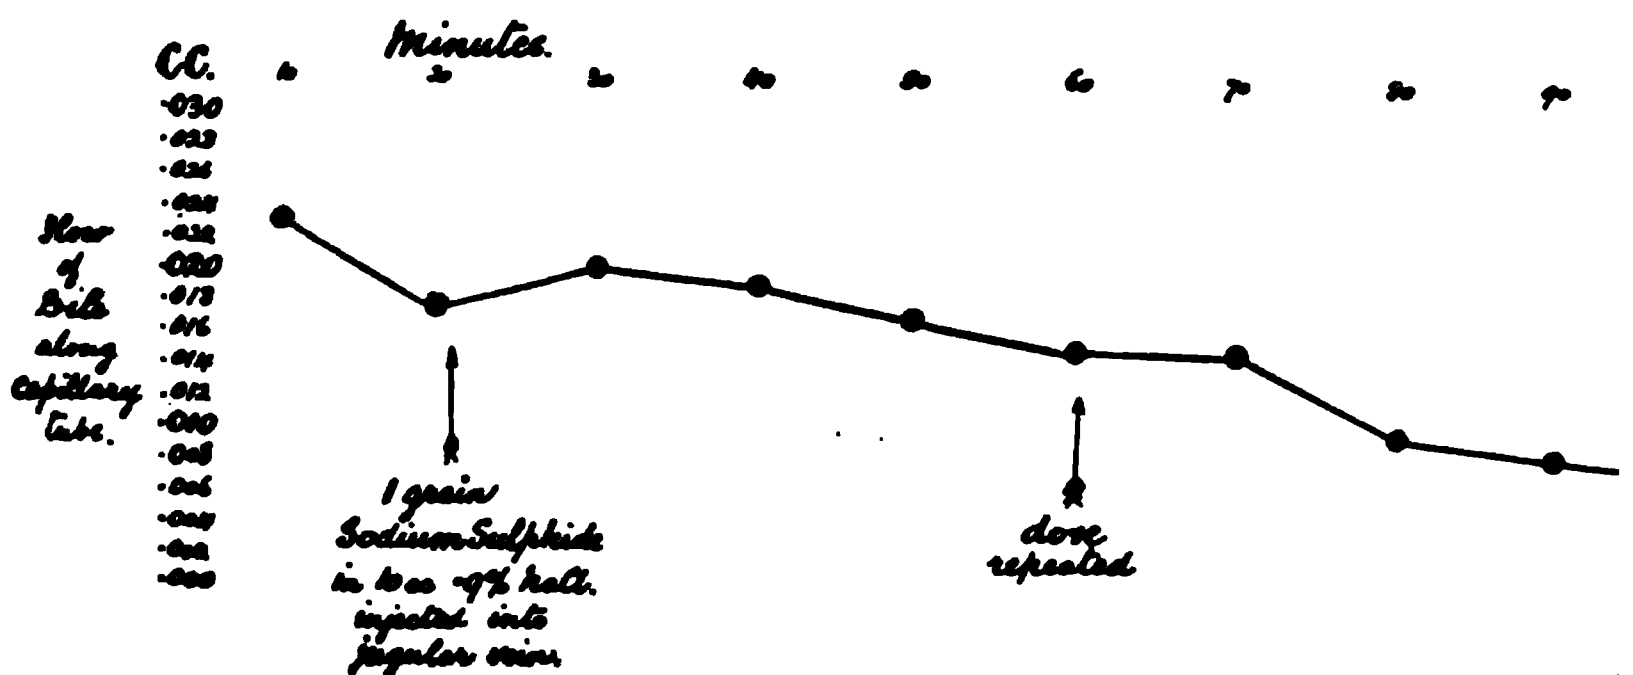 Minutes.
CC.
10 20 30 40 50 60 70 80 90
.030
.028
.026
.024
.022
.020
.018
.016
.014
.012
.010
.008
.006
.004
.002
.000
Flow
of
Bile
along
Capillary
tube.
1 grain
Sodium Sulphide
in 10 cc .9% NaCl.
injected into
jugular vein.
dose
repeated